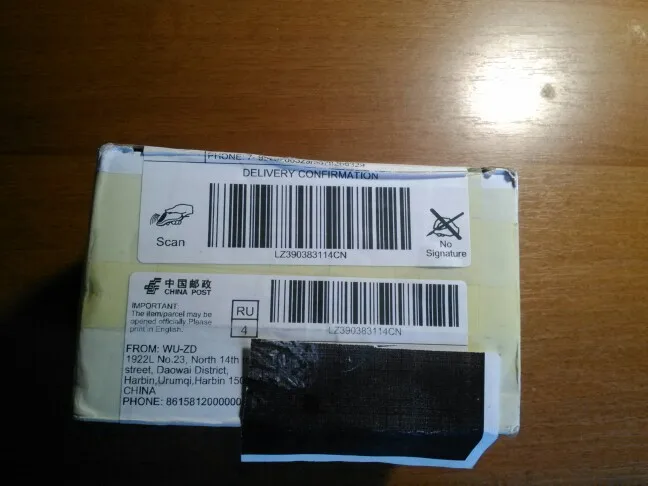 PHONE: 7-
DELIVERY CONFIRMATION
Scan
LZ390383114CN
No
Signature
中国邮政
CHINA POST
IMPORTANT:
The item/parcel may be
opened officially.Please
print in English.
RU
4
LZ390383114CN
FROM: WU-ZD
1922L No.23, North 14th
street, Daowai District,
Harbin,Urumqi,Harbin
CHINA
PHONE: 8615812000000